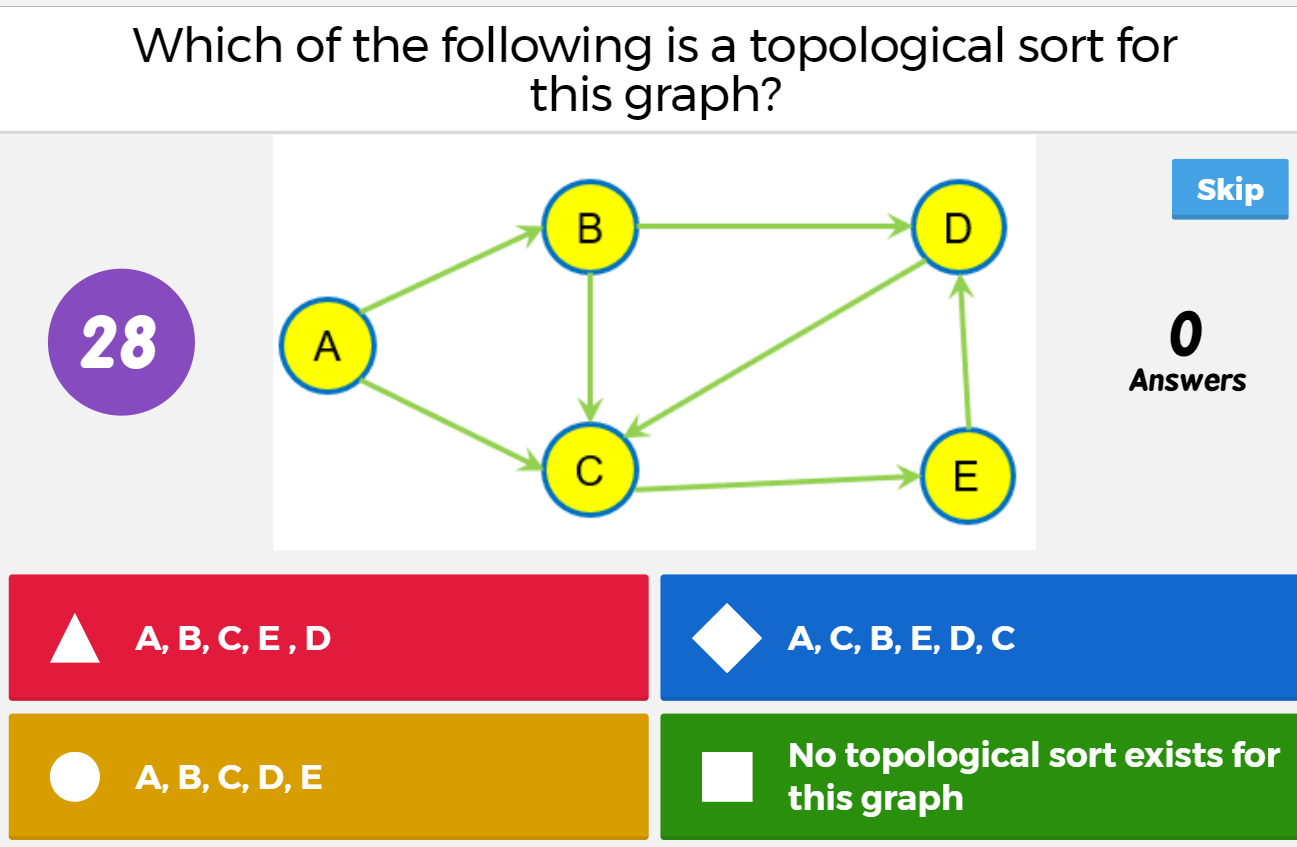 Which of the following is a topological sort for
this graph?
Skip
28
0
Answers
B
D
A
C
E
A, B, C, E , D
A, C, B, E, D, C
A, B, C, D, E
No topological sort exists for
this graph